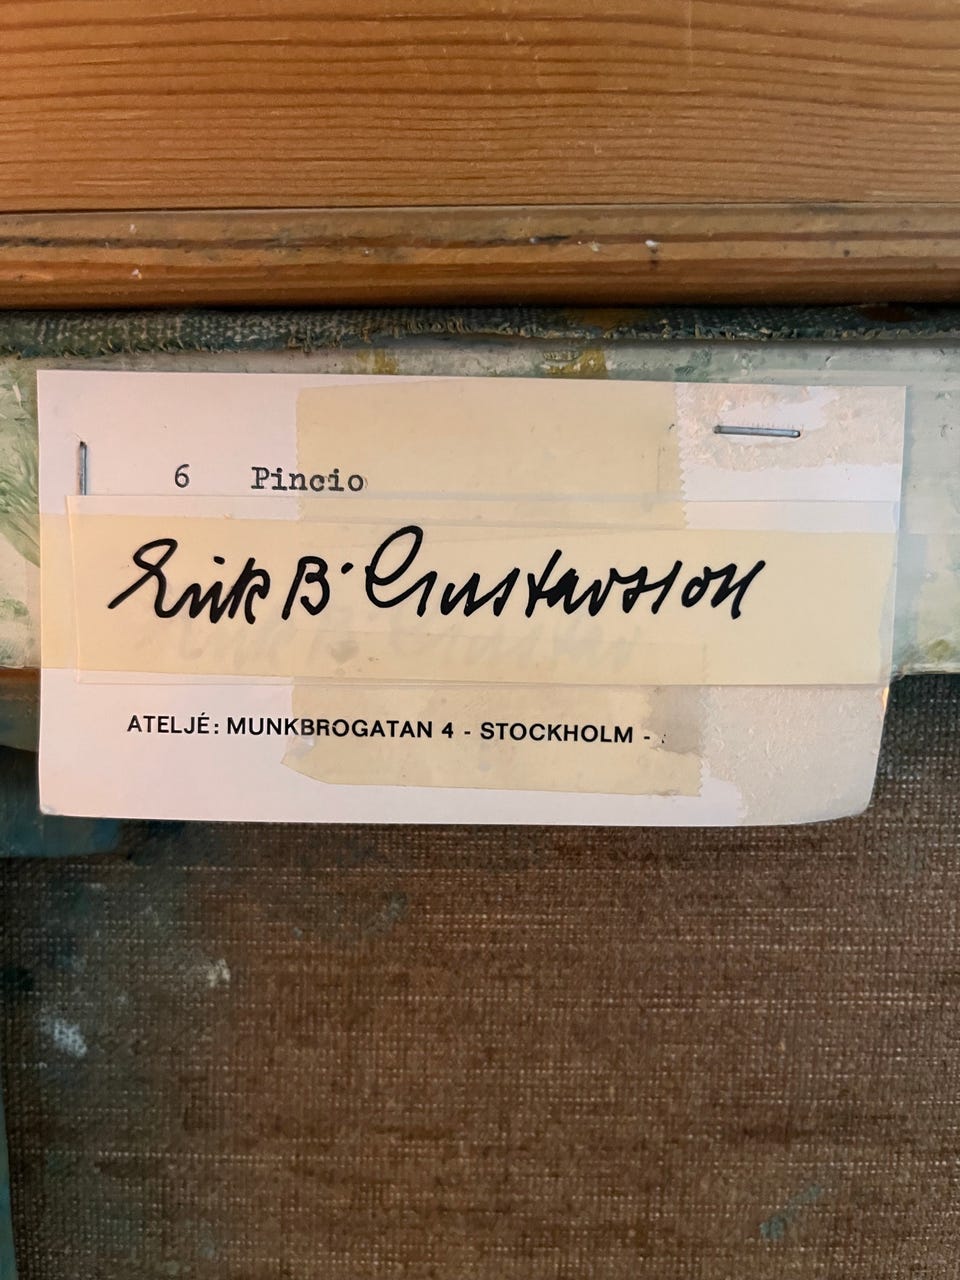 6 Pincio
Erik B. Gustavsson
ATELJÉ: MUNKBROGATAN 4 - STOCKHOLM -